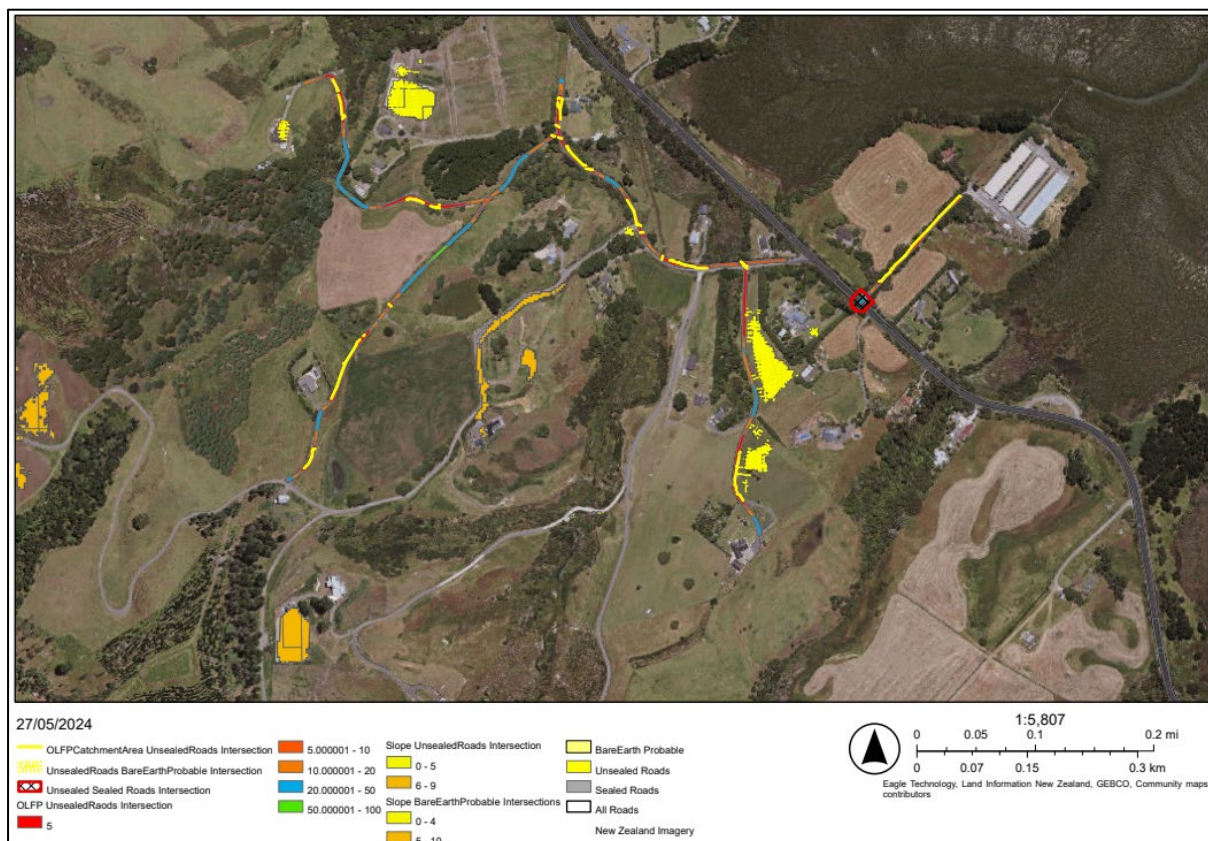 27/05/2024
OLFPCatchmentArea UnsealedRoads Intersection
UnsealedRoads BareEarthProbable Intersection
Unsealed Sealed Roads Intersection
OLFP UnsealedRaods Intersection
5
5.000001 - 10
10.000001 - 20
20.000001 - 50
50.000001 - 100
Slope UnsealedRoads Intersection
0 - 5
6 - 9
Slope BareEarthProbable Intersections
0 - 4
5 - 10
BareEarth Probable
Unsealed Roads
Sealed Roads
All Roads
New Zealand Imagery
1:5,807
0 0.05 0.1 0.2 mi
0 0.07 0.15 0.3 km
Eagle Technology, Land Information New Zealand, GEBCO, Community maps
contributors